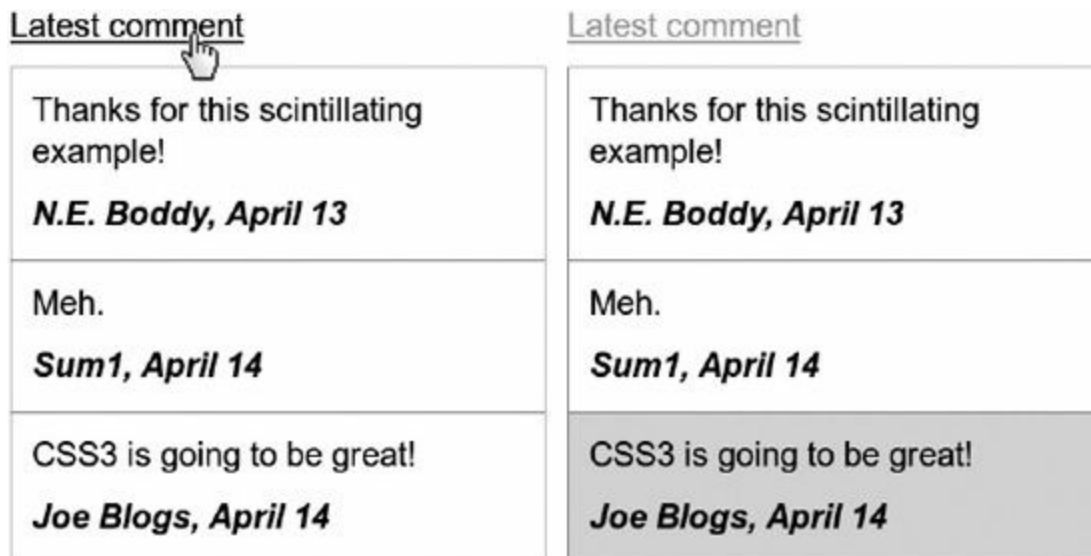 Latest comment
Thanks for this scintillating
example!
N.E. Boddy, April 13
Meh.
Sum1, April 14
CSS3 is going to be great!
Joe Blogs, April 14
Latest comment
Thanks for this scintillating
example!
N.E. Boddy, April 13
Meh.
Sum1, April 14
CSS3 is going to be great!
Joe Blogs, April 14